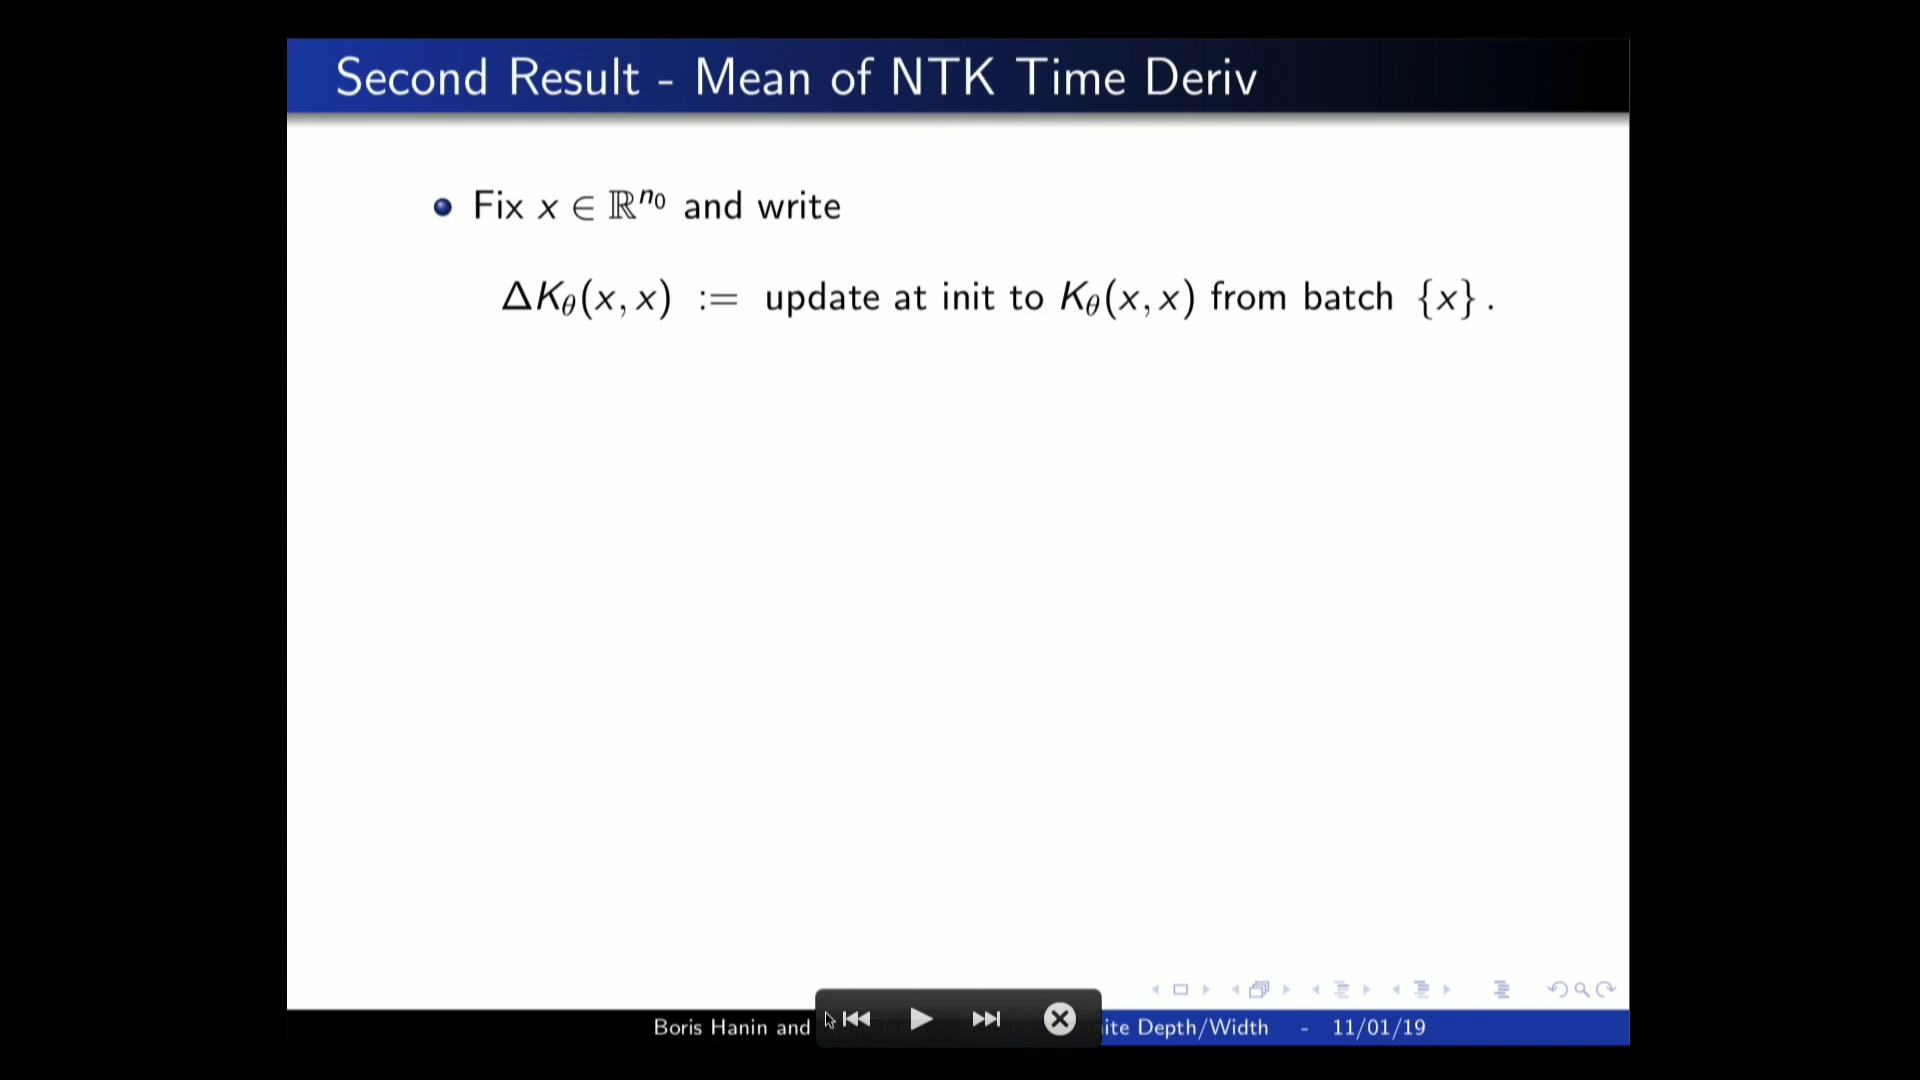 Second Result - Mean of NTK Time Deriv
Fix x ∈ ℝⁿ⁰ and write
ΔK_θ(x, x) := update at init to K_θ(x, x) from batch {x}.
Boris Hanin and ite Depth/Width - 11/01/19